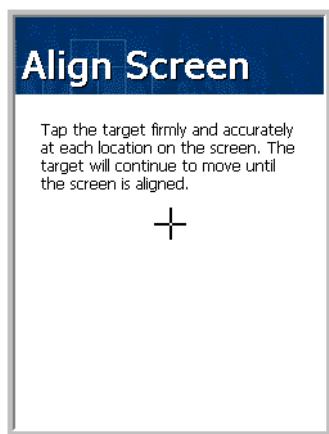 Align Screen
Tap the target firmly and accurately
at each location on the screen. The
target will continue to move until
the screen is aligned.